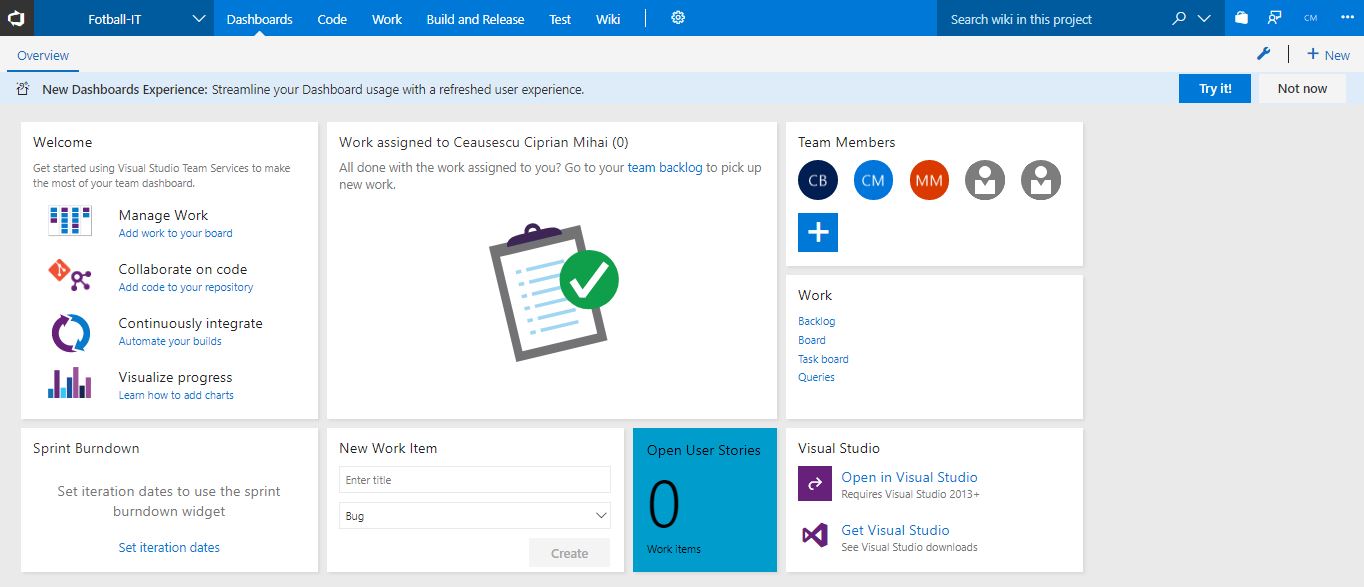 Fotball-IT
Dashboards
Code
Work
Build and Release
Test
Wiki
Search wiki in this project
CM
Overview
New
New Dashboards Experience: Streamline your Dashboard usage with a refreshed user experience.
Try it!
Not now
Welcome
Get started using Visual Studio Team Services to make
the most of your team dashboard.
Manage Work
Add work to your board
Collaborate on code
Add code to your repository
Continuously integrate
Automate your builds
Visualize progress
Learn how to add charts
Work assigned to Ceausescu Ciprian Mihai (0)
All done with the work assigned to you? Go to your team backlog to pick up
new work.
Team Members
CB
CM
MM
Work
Backlog
Board
Task board
Queries
Sprint Burndown
Set iteration dates to use the sprint
burndown widget
Set iteration dates
New Work Item
Enter title
Bug
Create
Open User Stories
0
Work items
Visual Studio
Open in Visual Studio
Requires Visual Studio 2013+
Get Visual Studio
See Visual Studio downloads